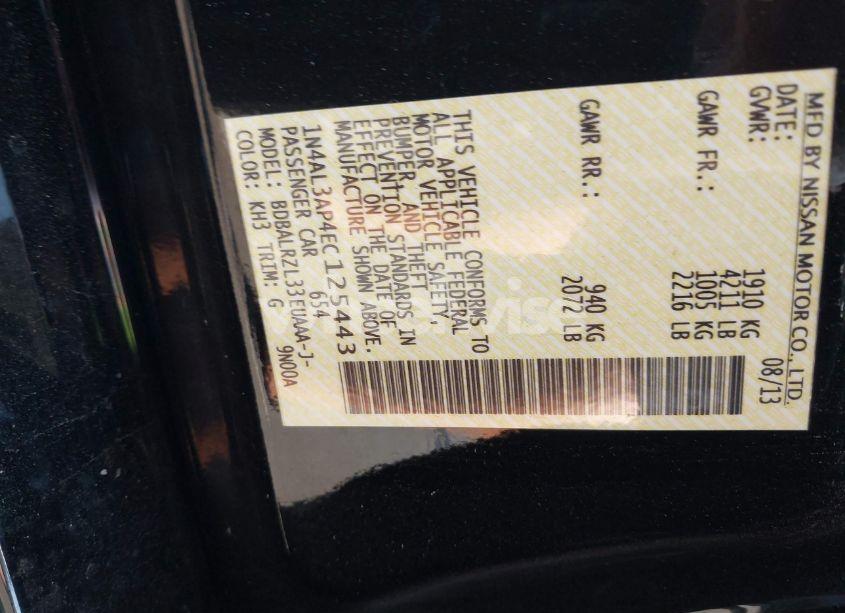 MFD BY NISSAN MOTOR CO., LTD.
DATE: 08/13
GVWR: 1910 KG
4211 LB
GAWR FR.: 1005 KG
2216 LB
GAWR RR.: 940 KG
2072 LB
THIS VEHICLE CONFORMS TO
ALL APPLICABLE FEDERAL
MOTOR VEHICLE SAFETY
BUMPER, AND THEFT
PREVENTION STANDARDS IN
EFFECT ON THE DATE OF
MANUFACTURE SHOWN ABOVE.
1N4AL3AP4EC125443
PASSENGER CAR 654
MODEL: BDBALRZL33EUAAA-J-
COLOR: KH3 TRIM: G 9N00A